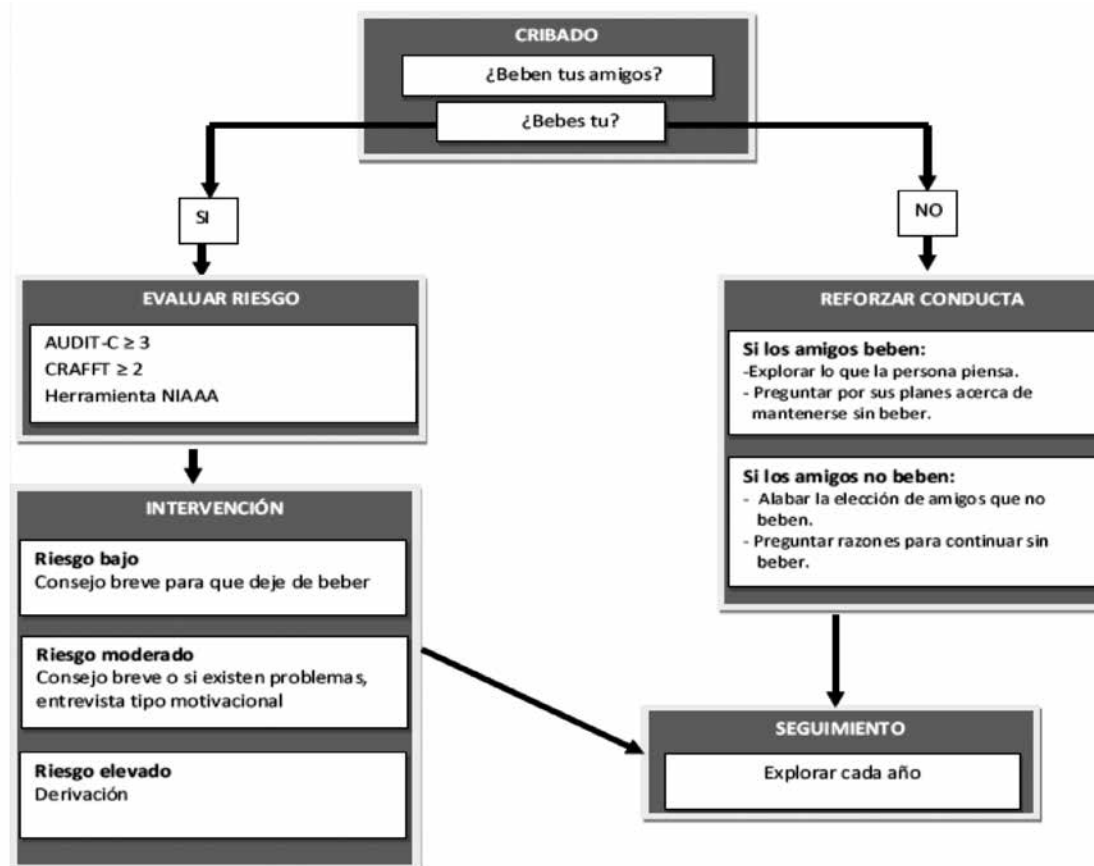 CRIBADO
¿Beben tus amigos?
¿Bebes tu?
SI
NO
EVALUAR RIESGO
AUDIT-C ≥ 3
CRAFFT ≥ 2
Herramienta NIAAA
REFORZAR CONDUCTA
Si los amigos beben:
-Explorar lo que la persona piensa.
- Preguntar por sus planes acerca de
mantenerse sin beber.
Si los amigos no beben:
- Alabar la elección de amigos que no
beben.
- Preguntar razones para continuar sin
beber.
INTERVENCIÓN
Riesgo bajo
Consejo breve para que deje de beber
Riesgo moderado
Consejo breve o si existen problemas,
entrevista tipo motivacional
Riesgo elevado
Derivación
SEGUIMIENTO
Explorar cada año